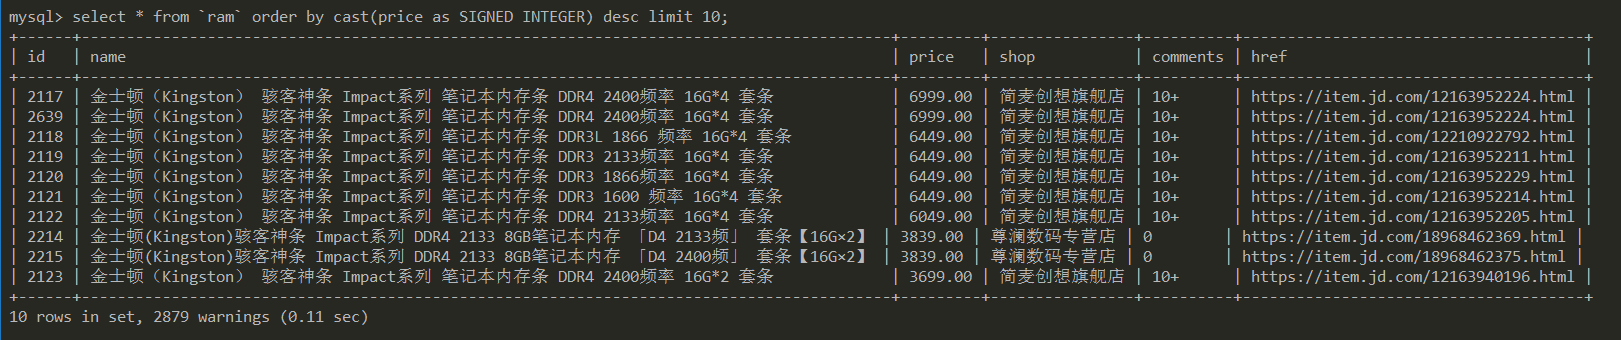 mysql> select * from `ram` order by cast(price as SIGNED INTEGER) desc limit 10;
+------+------------------------------------------------------------------------------------------+---------+----------------+----------+--------------------------------------+
| id | name | price | shop | comments | href |
+------+------------------------------------------------------------------------------------------+---------+----------------+----------+--------------------------------------+
| 2117 | 金士顿（Kingston） 骇客神条 Impact系列 笔记本内存条 DDR4 2400频率 16G*4 套条 | 6999.00 | 简麦创想旗舰店 | 10+ | https://item.jd.com/12163952224.html |
| 2639 | 金士顿（Kingston） 骇客神条 Impact系列 笔记本内存条 DDR4 2400频率 16G*4 套条 | 6999.00 | 简麦创想旗舰店 | 10+ | https://item.jd.com/12163952224.html |
| 2118 | 金士顿（Kingston） 骇客神条 Impact系列 笔记本内存条 DDR3L 1866 频率 16G*4 套条 | 6449.00 | 简麦创想旗舰店 | 10+ | https://item.jd.com/12210922792.html |
| 2119 | 金士顿（Kingston） 骇客神条 Impact系列 笔记本内存条 DDR3 2133频率 16G*4 套条 | 6449.00 | 简麦创想旗舰店 | 10+ | https://item.jd.com/12163952211.html |
| 2120 | 金士顿（Kingston） 骇客神条 Impact系列 笔记本内存条 DDR3 1866频率 16G*4 套条 | 6449.00 | 简麦创想旗舰店 | 10+ | https://item.jd.com/12163952229.html |
| 2121 | 金士顿（Kingston） 骇客神条 Impact系列 笔记本内存条 DDR3 1600 频率 16G*4 套条 | 6449.00 | 简麦创想旗舰店 | 10+ | https://item.jd.com/12163952214.html |
| 2122 | 金士顿（Kingston） 骇客神条 Impact系列 笔记本内存条 DDR4 2133频率 16G*4 套条 | 6049.00 | 简麦创想旗舰店 | 10+ | https://item.jd.com/12163952205.html |
| 2214 | 金士顿(Kingston)骇客神条 Impact系列 DDR4 2133 8GB笔记本内存 「D4 2133频」 套条【16G×2】 | 3839.00 | 尊澜数码专营店 | 0 | https://item.jd.com/18968462369.html |
| 2215 | 金士顿(Kingston)骇客神条 Impact系列 DDR4 2133 8GB笔记本内存 「D4 2400频」 套条【16G×2】 | 3839.00 | 尊澜数码专营店 | 0 | https://item.jd.com/18968462375.html |
| 2123 | 金士顿（Kingston） 骇客神条 Impact系列 笔记本内存条 DDR4 2400频率 16G*2 套条 | 3699.00 | 简麦创想旗舰店 | 10+ | https://item.jd.com/12163940196.html |
+------+------------------------------------------------------------------------------------------+---------+----------------+----------+--------------------------------------+
10 rows in set, 2879 warnings (0.11 sec)